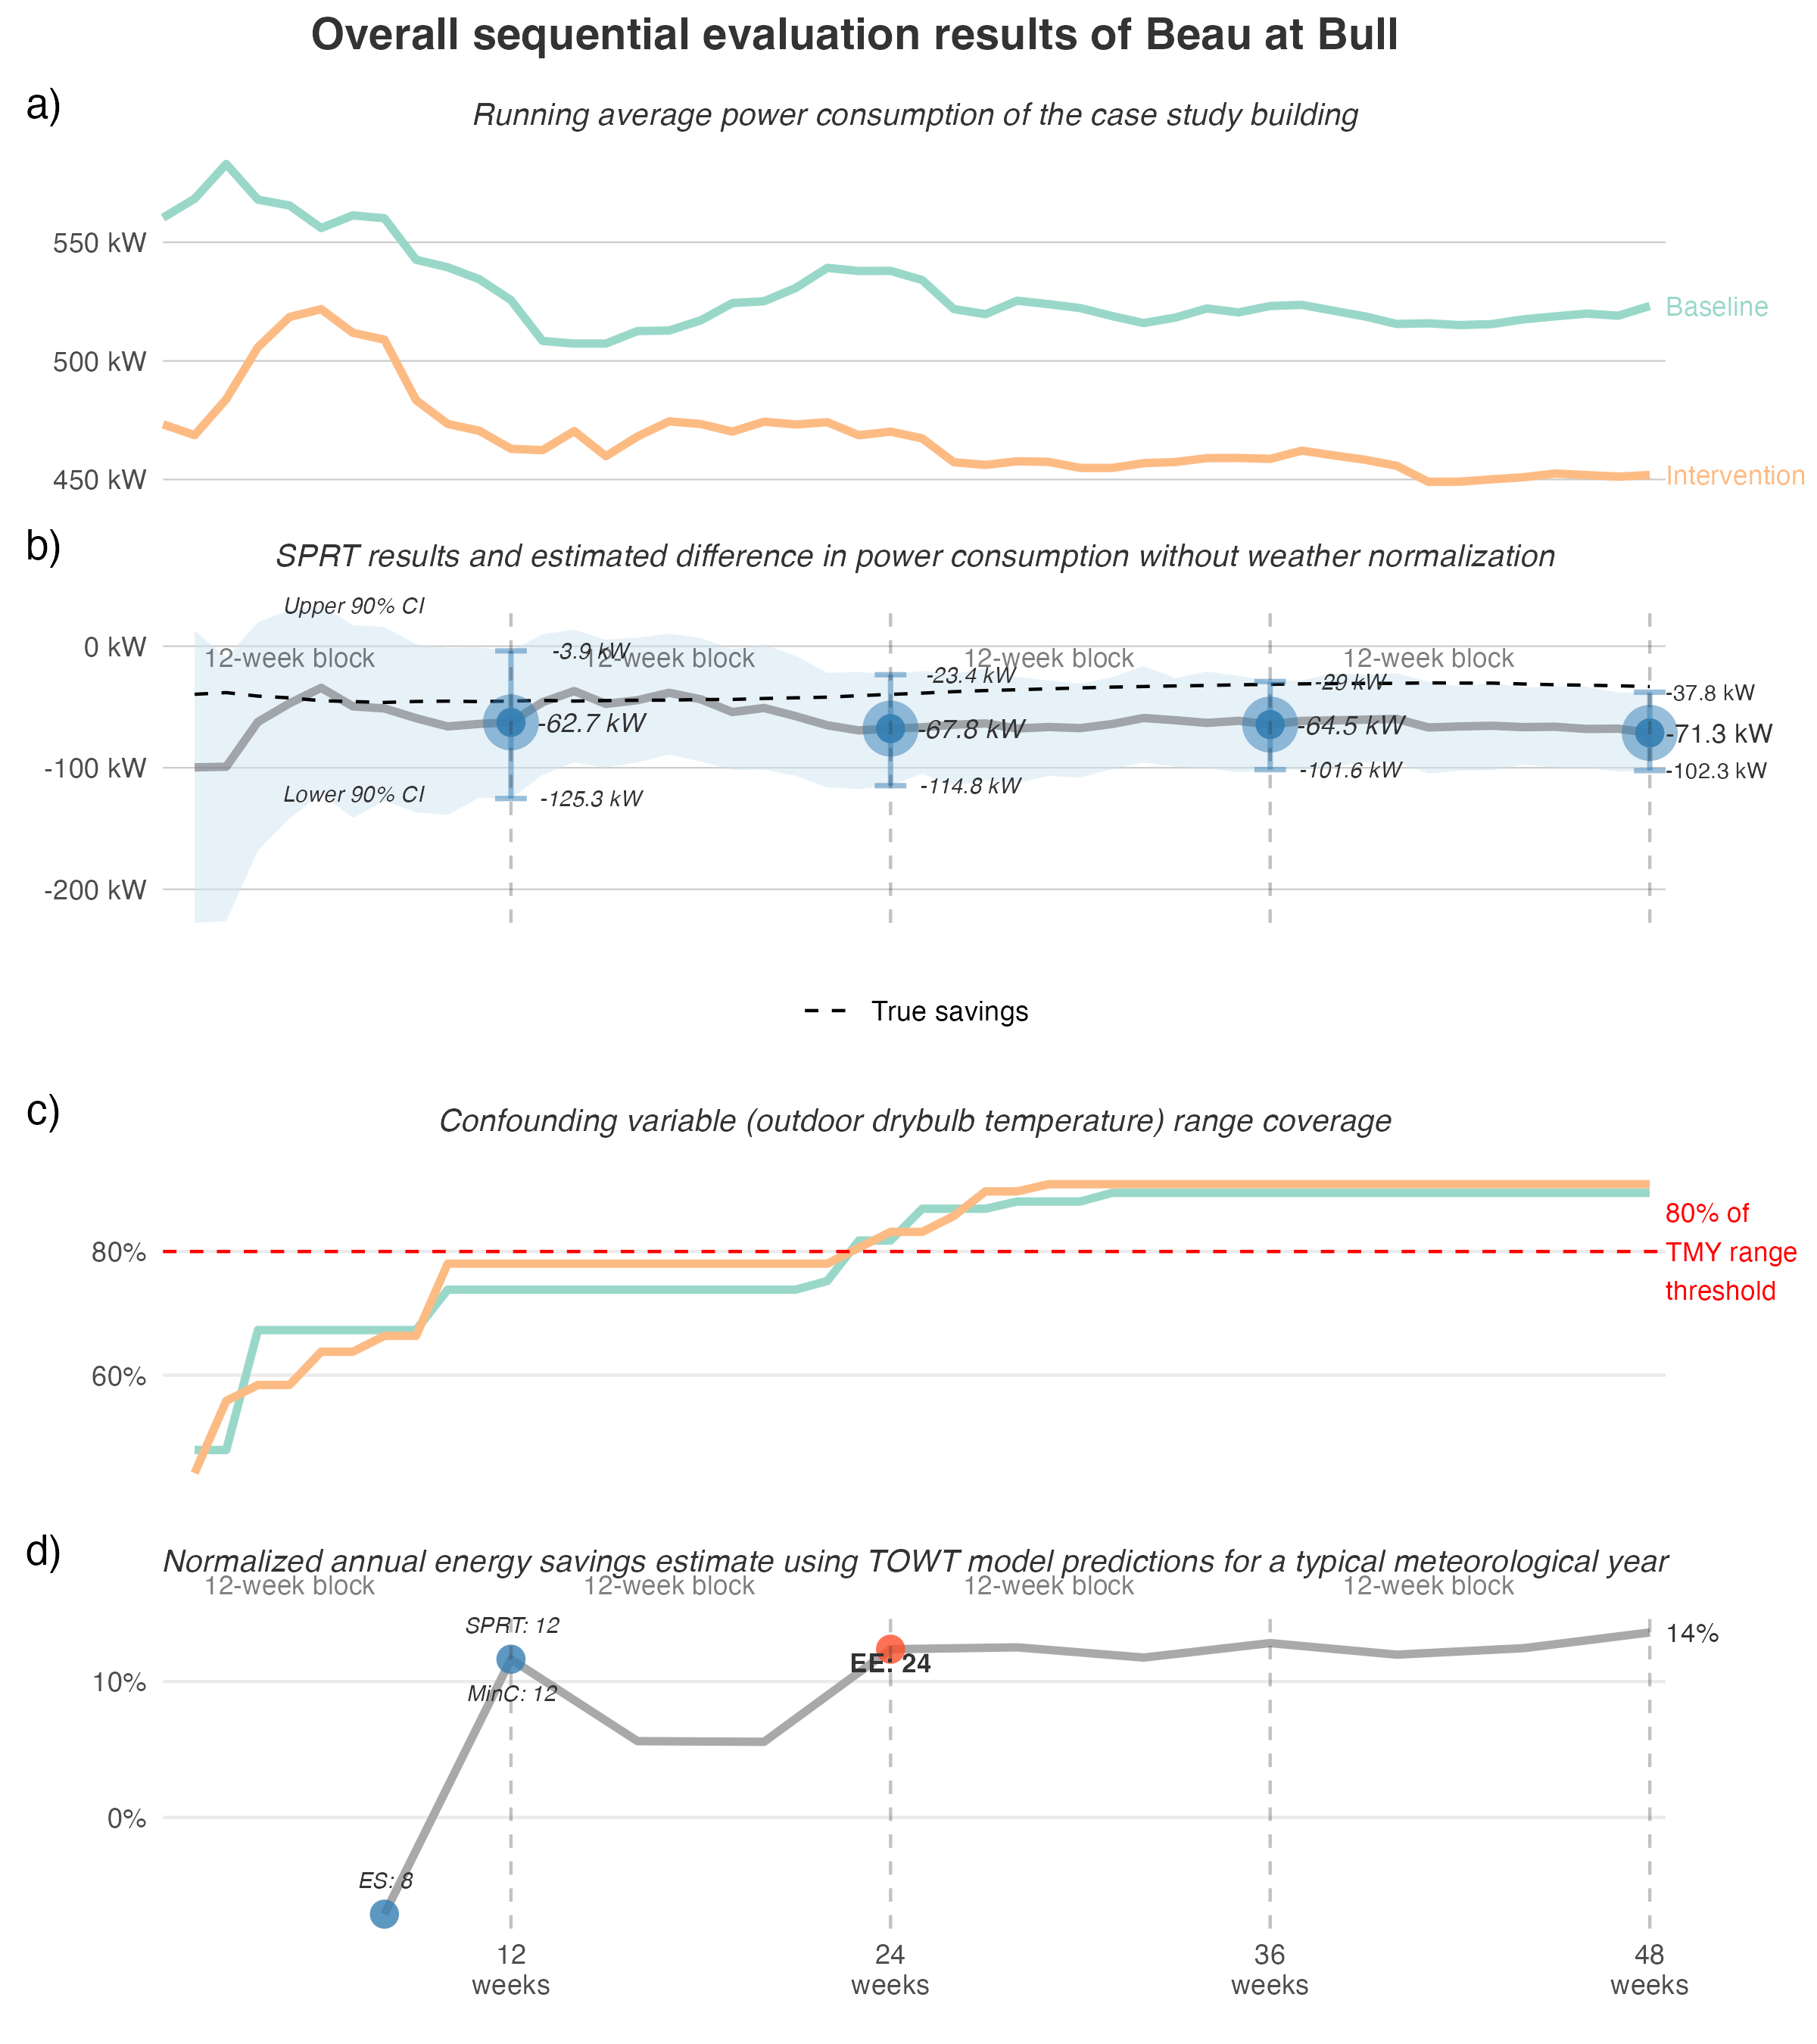 Overall sequential evaluation results of Beau at Bull
a)
Running average power consumption of the case study building
550 kW
500 kW
450 kW
Baseline
Intervention
b)
SPRT results and estimated difference in power consumption without weather normalization
Upper 90% CI
0 kW
12-week block
-3.9 kW
12-week block
-23.4 kW
12-week block
-29 kW
12-week block
-37.8 kW
-62.7 kW
-67.8 kW
-64.5 kW
-71.3 kW
-100 kW
Lower 90% CI
-125.3 kW
-114.8 kW
-101.6 kW
-102.3 kW
-200 kW
True savings
c)
Confounding variable (outdoor drybulb temperature) range coverage
80%
60%
80% of
TMY range
threshold
d)
Normalized annual energy savings estimate using TOWT model predictions for a typical meteorological year
12-week block
12-week block
12-week block
12-week block
SPRT: 12
14%
EE: 24
10%
MinC: 12
0%
ES: 8
12
weeks
24
weeks
36
weeks
48
weeks